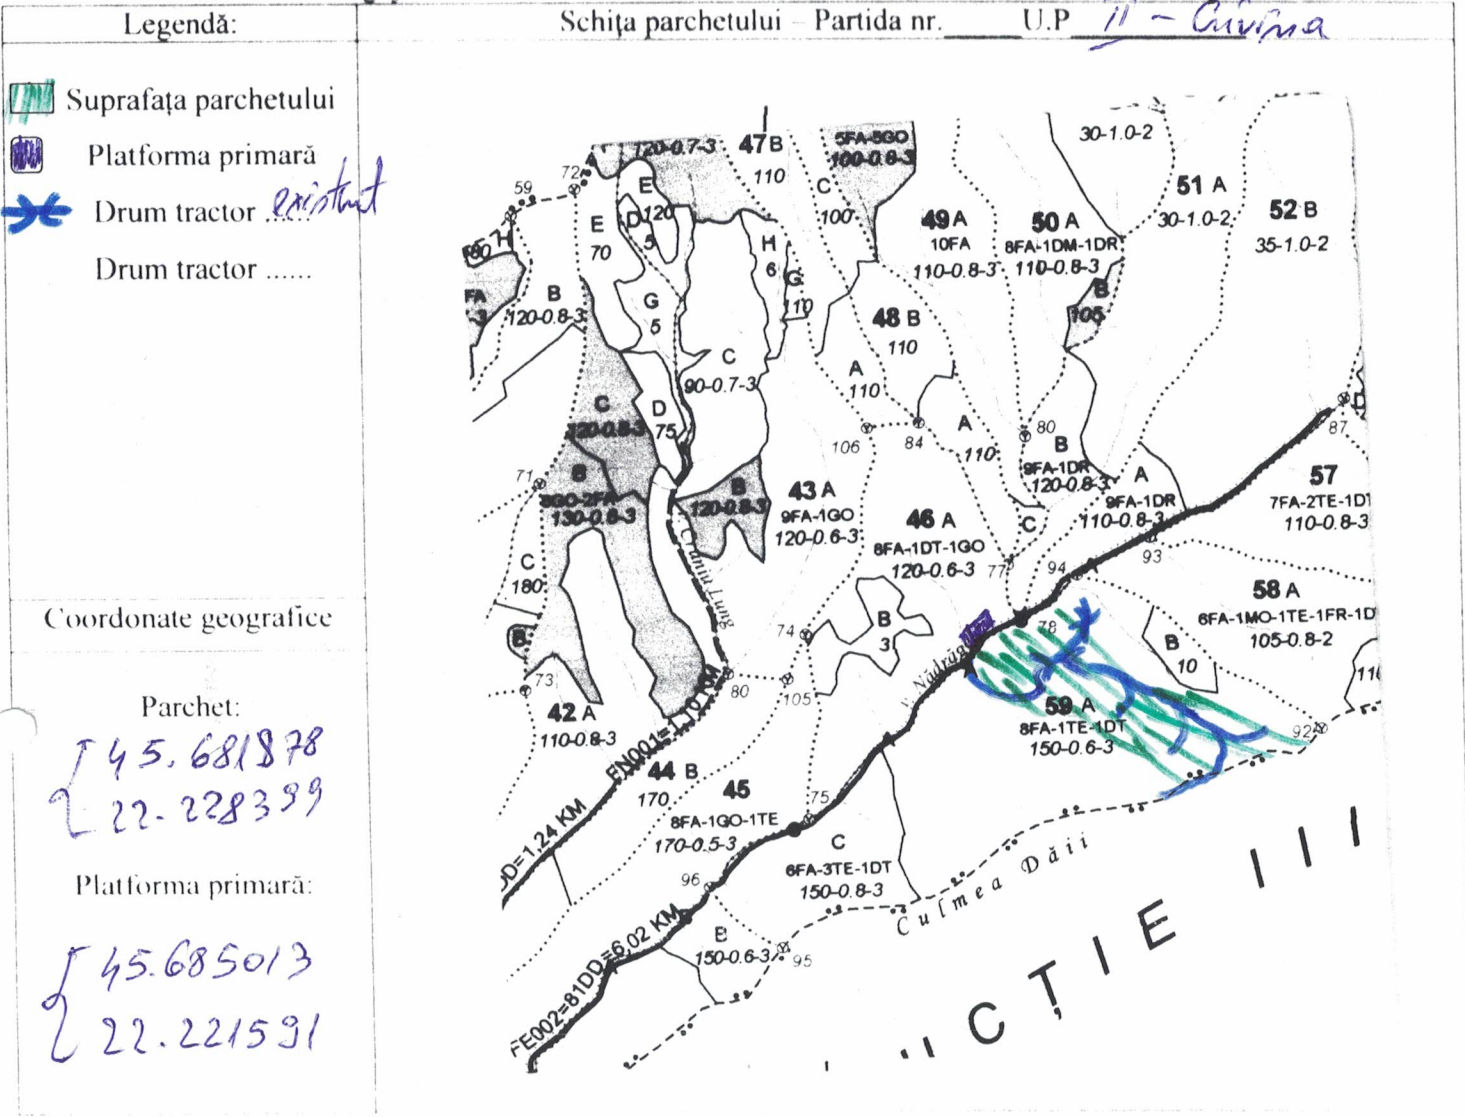 Legendă:
Schița parchetului – Partida nr. U.P II – Crivina
Suprafața parchetului
Platforma primară
Drum tractor existent
Drum tractor ......
Coordonate geografice
Parchet:
45.681878
22.228399
Platforma primară:
45.685013
22.221591
120-0.7-3
47 B
110
C
100
5FA-5GO
100-0.8-3
30-1.0-2
51 A
30-1.0-2
52 B
35-1.0-2
49 A
10FA
110-0.8-3
50 A
8FA-1DM-1DR
110-0.8-3
B
105
72
59
H
E
70
E
120
D
5
G
5
H
6
G
110
B
120-0.8-3
48 B
110
A
110
C
90-0.7-3
D
75
C
120-0.8-3
B
8GO-2FA
130-0.8-3
71
B
120-0.8-3
43 A
9FA-1GO
120-0.6-3
106
84
A
110
80
B
9FA-1DR
120-0.8-3
A
9FA-1DR
110-0.8-3
D
87
57
7FA-2TE-1DT
110-0.8-3
46 A
8FA-1DT-1GO
120-0.6-3
C
77
94
93
58 A
6FA-1MO-1TE-1FR-1D
105-0.8-2
C
180
B
73
Craniu Lung
74
B
3
78
B
10
V. Nădrag
59 A
8FA-1TE-1DT
150-0.6-3
92
42 A
110-0.8-3
80
105
FN001=1,10 KM
44 B
170
45
8FA-1GO-1TE
170-0.5-3
75
DD=1,24 KM
C
6FA-3TE-1DT
150-0.8-3
96
Culmea Dăii
B
150-0.6-3
95
FE002=81DD=6,02 KM
CȚIE III